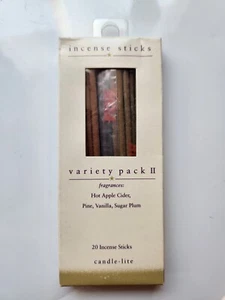 incense sticks
variety pack II
fragrances:
Hot Apple Cider,
Pine, Vanilla, Sugar Plum
20 Incense Sticks
candle-lite